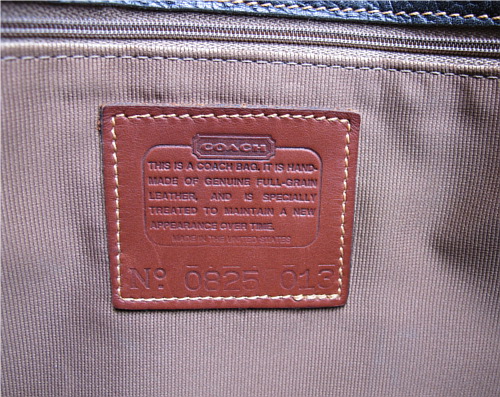 COACH
THIS IS A COACH BAG. IT IS HAND-
MADE OF GENUINE FULL-GRAIN
LEATHER, AND IS SPECIALLY
TREATED TO MAINTAIN A NEW
APPEARANCE OVER TIME.
MADE IN THE UNITED STATES
No 0825 013